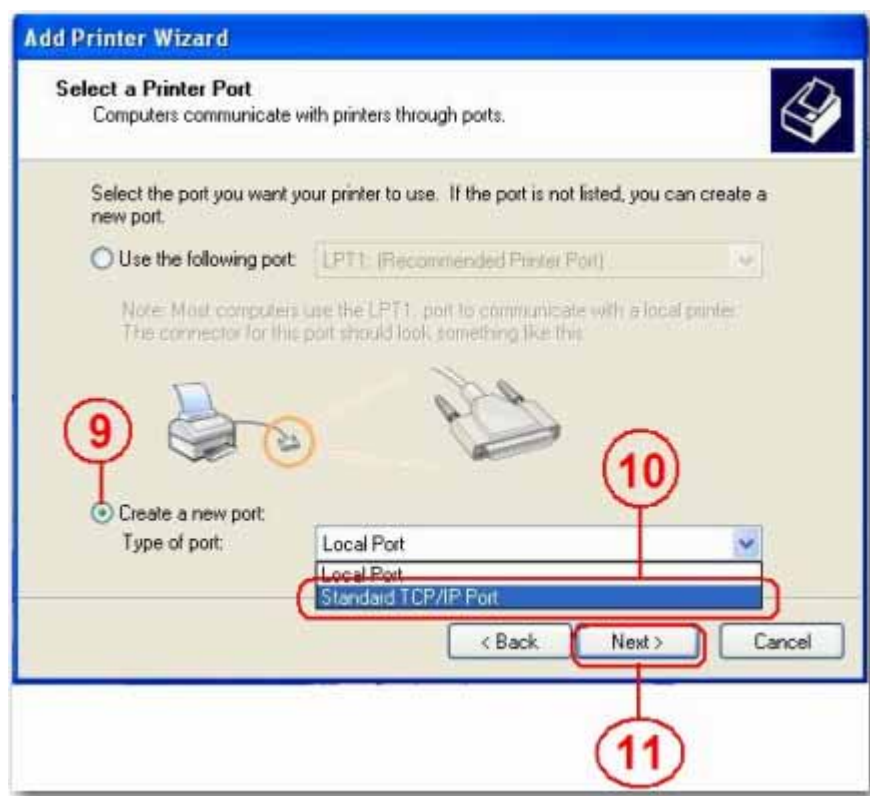 Add Printer Wizard
Select a Printer Port
Computers communicate with printers through ports.
Select the port you want your printer to use. If the port is not listed, you can create a
new port.
Use the following port:
LPT1: (Recommended Printer Port)
Note: Most computers use the LPT1: port to communicate with a local printer.
The connector for this port should look something like this:
9
10
Create a new port:
Type of port:
Local Port
Local Port
Standard TCP/IP Port
< Back
Next >
Cancel
11